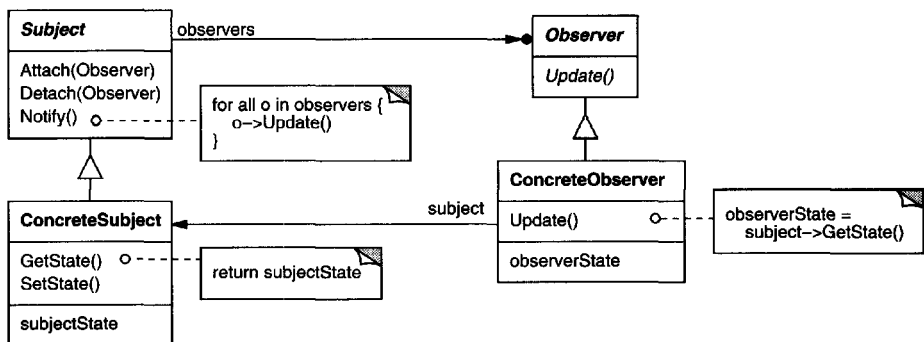 Subject
observers
Observer
Attach(Observer)
Detach(Observer)
Notify()
for all o in observers {
o->Update()
}
Update()
ConcreteSubject
GetState()
SetState()
subjectState
return subjectState
subject
ConcreteObserver
Update()
observerState
observerState =
subject->GetState()